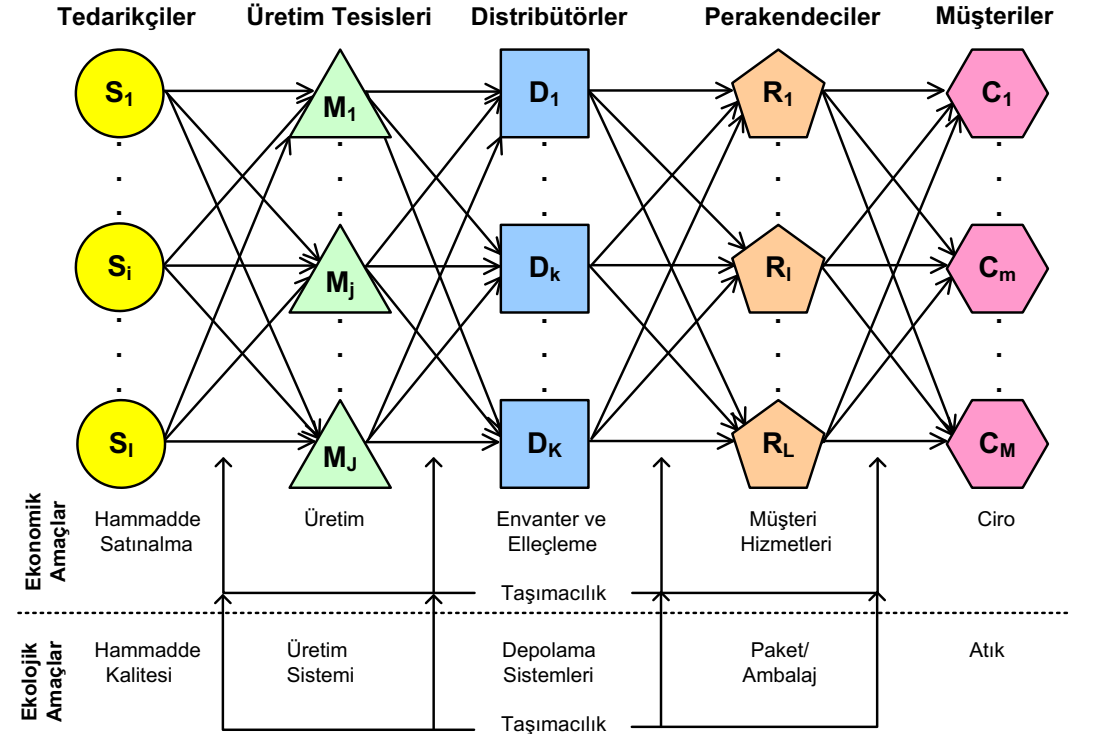 Tedarikçiler Üretim Tesisleri Distribütörler Perakendeciler Müşteriler
S1 M1 D1 R1 C1
Si Mj Dk Rl Cm
SI MJ DK RL CM
Ekonomik
Amaçlar
Hammadde
Satınalma
Üretim
Envanter ve
Elleçleme
Müşteri
Hizmetleri
Ciro
Taşımacılık
Ekolojik
Amaçlar
Hammadde
Kalitesi
Üretim
Sistemi
Depolama
Sistemleri
Paket/
Ambalaj
Atık
Taşımacılık